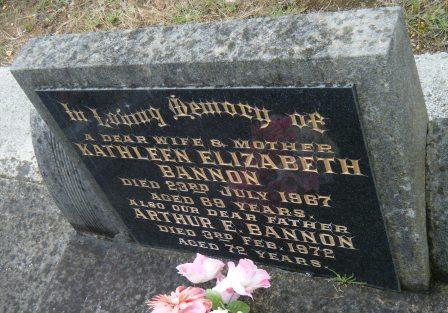 In Loving Memory of
A DEAR WIFE & MOTHER
KATHLEEN ELIZABETH
BANNON
DIED 23RD JULY 1967
AGED 69 YEARS.
ALSO OUR DEAR FATHER
ARTHUR E. BANNON
DIED 3RD FEB. 1972
AGED 72 YEARS.